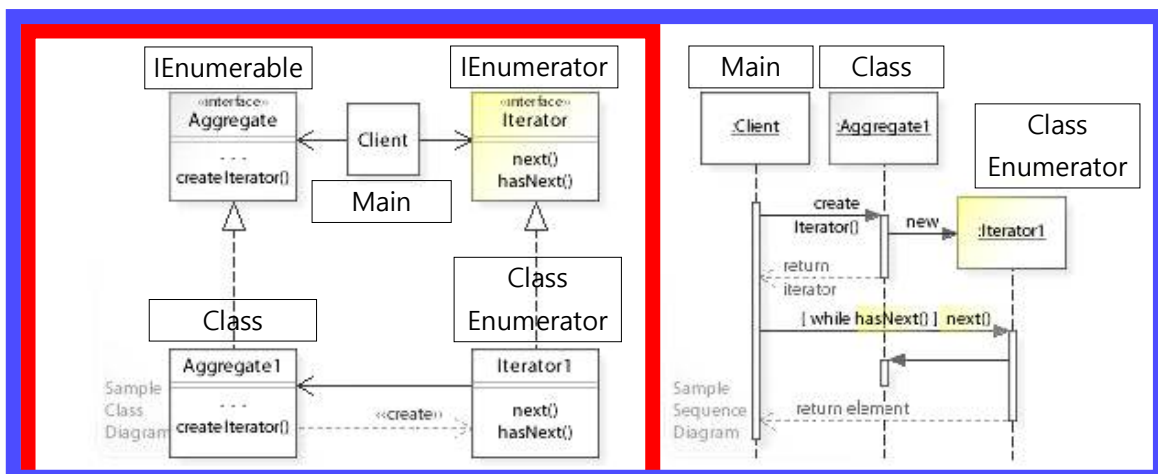 IEnumerable
«interface»
Aggregate
. . .
createIterator()
Client
Main
IEnumerator
«interface»
Iterator
next()
hasNext()
Class
Aggregate1
. . .
createIterator()
«create»
Class
Enumerator
Iterator1
next()
hasNext()
Sample
Class
Diagram
Main
:Client
Class
:Aggregate1
Class
Enumerator
:Iterator1
create
Iterator()
new
return
iterator
[ while hasNext() ] next()
return element
Sample
Sequence
Diagram